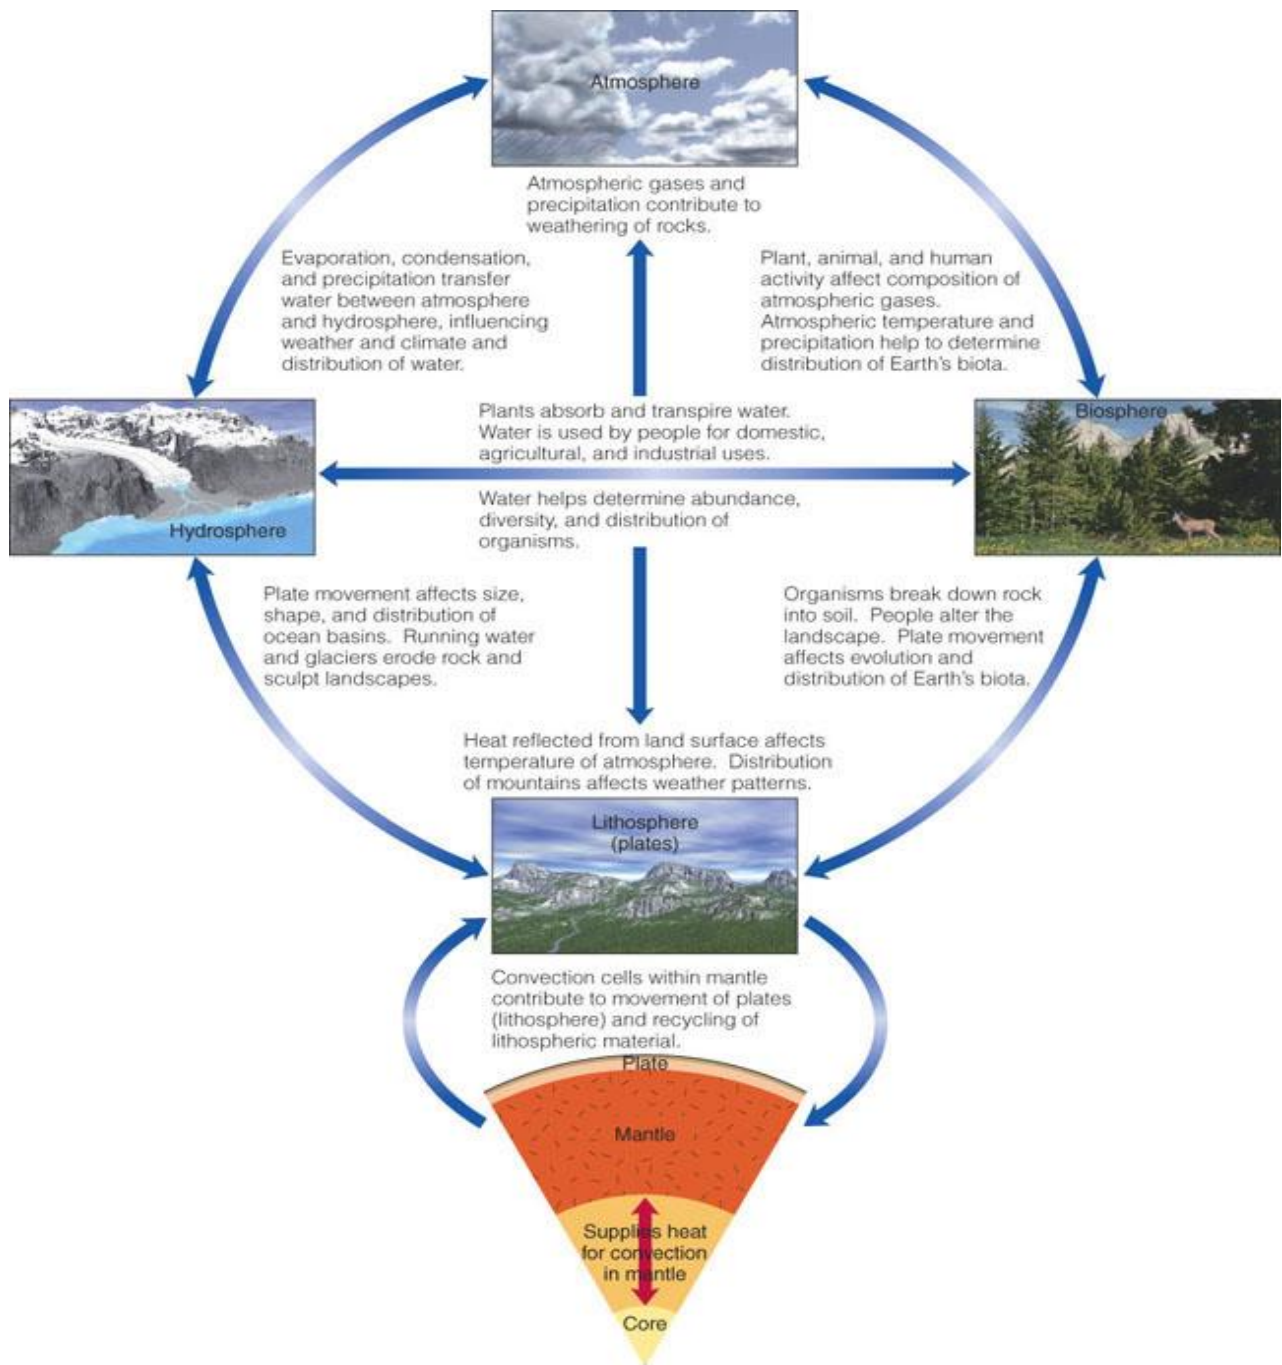 Atmosphere
Atmospheric gases and
precipitation contribute to
weathering of rocks.
Evaporation, condensation,
and precipitation transfer
water between atmosphere
and hydrosphere, influencing
weather and climate and
distribution of water.
Plant, animal, and human
activity affect composition of
atmospheric gases.
Atmospheric temperature and
precipitation help to determine
distribution of Earth's biota.
Hydrosphere
Plants absorb and transpire water.
Water is used by people for domestic,
agricultural, and industrial uses.
Water helps determine abundance,
diversity, and distribution of
organisms.
Biosphere
Plate movement affects size,
shape, and distribution of
ocean basins. Running water
and glaciers erode rock and
sculpt landscapes.
Organisms break down rock
into soil. People alter the
landscape. Plate movement
affects evolution and
distribution of Earth's biota.
Heat reflected from land surface affects
temperature of atmosphere. Distribution
of mountains affects weather patterns.
Lithosphere
(plates)
Convection cells within mantle
contribute to movement of plates
(lithosphere) and recycling of
lithospheric material.
Plate
Mantle
Supplies heat
for convection
in mantle
Core